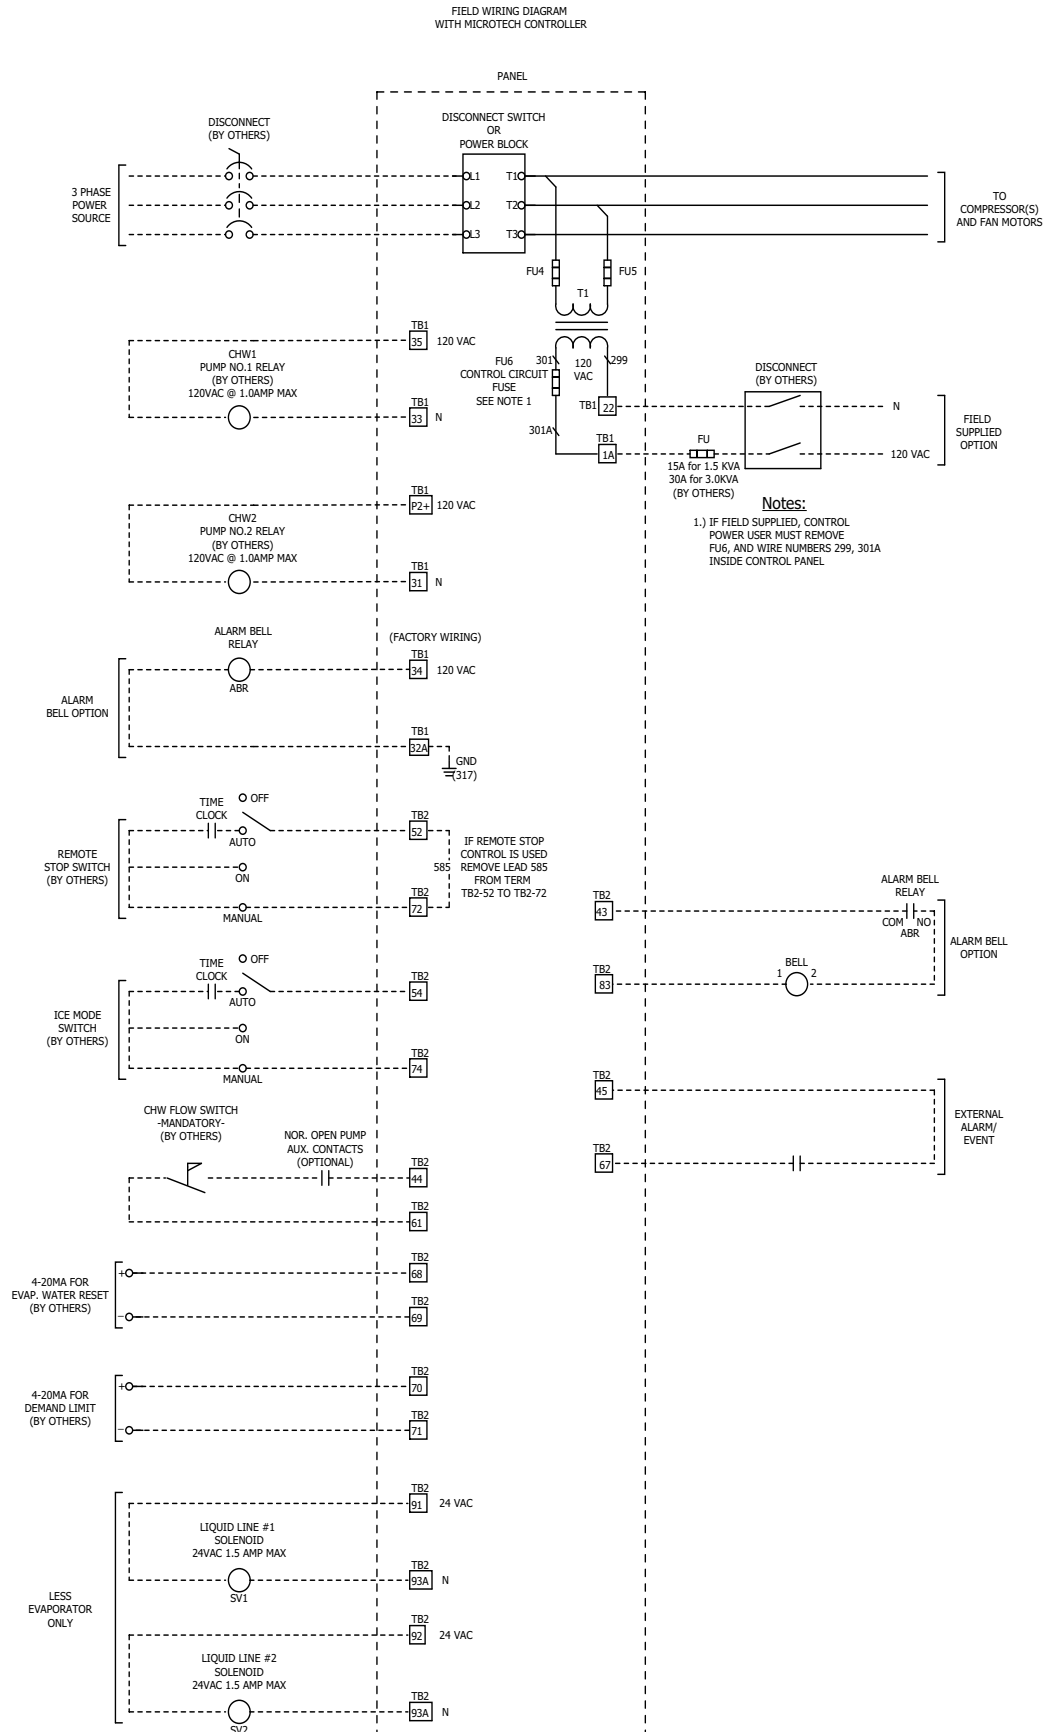 FIELD WIRING DIAGRAM
WITH MICROTECH CONTROLLER
PANEL
DISCONNECT
(BY OTHERS)
DISCONNECT SWITCH
OR
POWER BLOCK
3 PHASE
POWER
SOURCE
L1
T1
L2
T2
L3
T3
TO
COMPRESSOR(S)
AND FAN MOTORS
FU4
FU5
T1
TB1
35
120 VAC
CHW1
PUMP NO.1 RELAY
(BY OTHERS)
120VAC @ 1.0AMP MAX
TB1
33
N
FU6
CONTROL CIRCUIT
FUSE
SEE NOTE 1
301
120
VAC
299
TB1
22
301A
TB1
1A
DISCONNECT
(BY OTHERS)
N
120 VAC
FIELD
SUPPLIED
OPTION
FU
15A for 1.5 KVA
30A for 3.0KVA
(BY OTHERS)
Notes:
1.) IF FIELD SUPPLIED, CONTROL
POWER USER MUST REMOVE
FU6, AND WIRE NUMBERS 299, 301A
INSIDE CONTROL PANEL
TB1
P2+
120 VAC
CHW2
PUMP NO.2 RELAY
(BY OTHERS)
120VAC @ 1.0AMP MAX
TB1
31
N
ALARM BELL
RELAY
(FACTORY WIRING)
TB1
34
120 VAC
ABR
ALARM
BELL OPTION
TB1
32A
GND
(317)
TIME
CLOCK
OFF
AUTO
ON
MANUAL
REMOTE
STOP SWITCH
(BY OTHERS)
TB2
52
585
IF REMOTE STOP
CONTROL IS USED
REMOVE LEAD 585
FROM TERM
TB2-52 TO TB2-72
TB2
72
TB2
43
ALARM BELL
RELAY
COM
NO
ABR
ALARM BELL
OPTION
TB2
83
BELL
1
2
TIME
CLOCK
OFF
AUTO
ON
MANUAL
ICE MODE
SWITCH
(BY OTHERS)
TB2
54
TB2
74
TB2
45
EXTERNAL
ALARM/
EVENT
TB2
67
CHW FLOW SWITCH
-MANDATORY-
(BY OTHERS)
NOR. OPEN PUMP
AUX. CONTACTS
(OPTIONAL)
TB2
44
TB2
61
4-20MA FOR
EVAP. WATER RESET
(BY OTHERS)
+
−
TB2
68
TB2
69
4-20MA FOR
DEMAND LIMIT
(BY OTHERS)
+
−
TB2
70
TB2
71
TB2
91
24 VAC
LIQUID LINE #1
SOLENOID
24VAC 1.5 AMP MAX
SV1
TB2
93A
N
LESS
EVAPORATOR
ONLY
TB2
92
24 VAC
LIQUID LINE #2
SOLENOID
24VAC 1.5 AMP MAX
SV2
TB2
93A
N